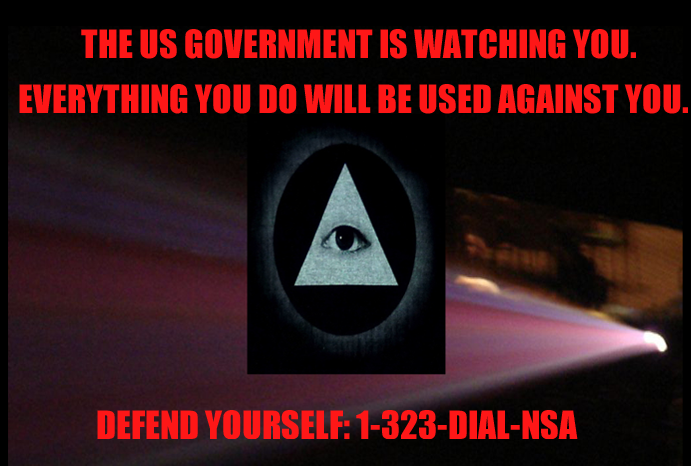 THE US GOVERNMENT IS WATCHING YOU.
EVERYTHING YOU DO WILL BE USED AGAINST YOU.
DEFEND YOURSELF: 1-323-DIAL-NSA